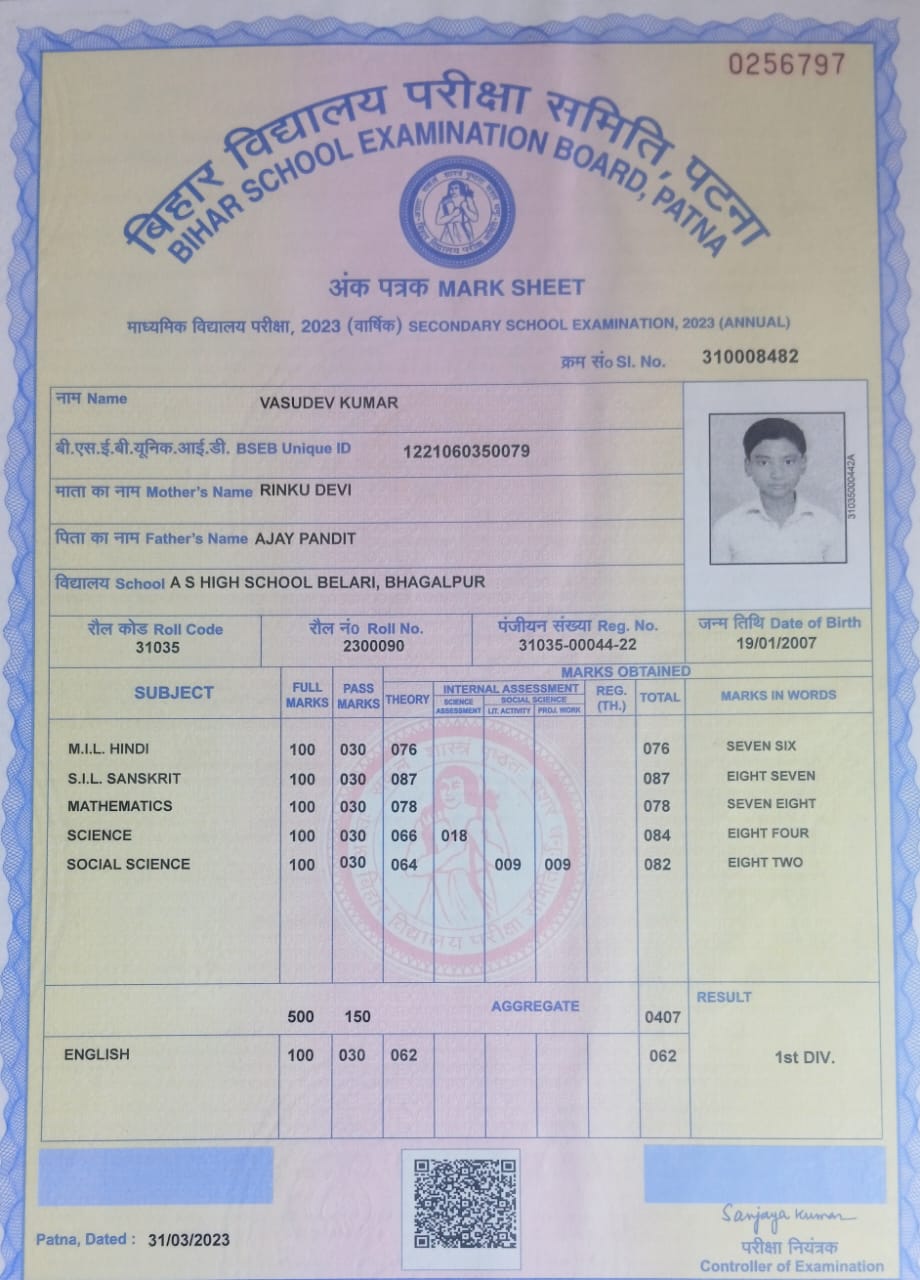 0256797
बिहार विद्यालय परीक्षा समिति, पटना
BIHAR SCHOOL EXAMINATION BOARD, PATNA
अंक पत्रक MARK SHEET
माध्यमिक विद्यालय परीक्षा, 2023 (वार्षिक) SECONDARY SCHOOL EXAMINATION, 2023 (ANNUAL)
क्रम सं० Sl. No. 310008482
नाम Name VASUDEV KUMAR
बी.एस.ई.बी.यूनिक.आई.डी. BSEB Unique ID 1221060350079
माता का नाम Mother's Name RINKU DEVI
पिता का नाम Father's Name AJAY PANDIT
विद्यालय School A S HIGH SCHOOL BELARI, BHAGALPUR
31035000442A
रौल कोड Roll Code रौल नं० Roll No. पंजीयन संख्या Reg. No. जन्म तिथि Date of Birth
31035 2300090 31035-00044-22 19/01/2007
MARKS OBTAINED
SUBJECT FULL MARKS PASS MARKS THEORY INTERNAL ASSESSMENT REG. (TH.) TOTAL MARKS IN WORDS
SCIENCE ASSESSMENT SOCIAL SCIENCE LIT. ACTIVITY PROJ. WORK
M.I.L. HINDI 100 030 076 076 SEVEN SIX
S.I.L. SANSKRIT 100 030 087 087 EIGHT SEVEN
MATHEMATICS 100 030 078 078 SEVEN EIGHT
SCIENCE 100 030 066 018 084 EIGHT FOUR
SOCIAL SCIENCE 100 030 064 009 009 082 EIGHT TWO
बिहार विद्यालय परीक्षा समिति
500 150 AGGREGATE 0407 RESULT
ENGLISH 100 030 062 062 1st DIV.
Patna, Dated : 31/03/2023
Sanjaya Kumar
परीक्षा नियंत्रक
Controller of Examination